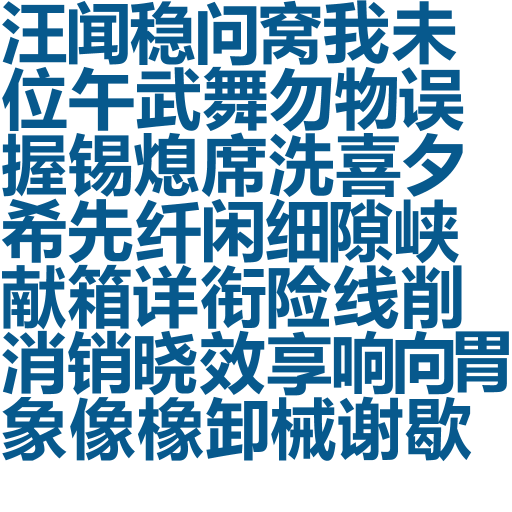 汪闻稳问窝我未
位午武舞勿物误
握锡熄席洗喜夕
希先纤闲细隙峡
献箱详衔险线削
消销晓效享响向胃
象像橡卸械谢歇